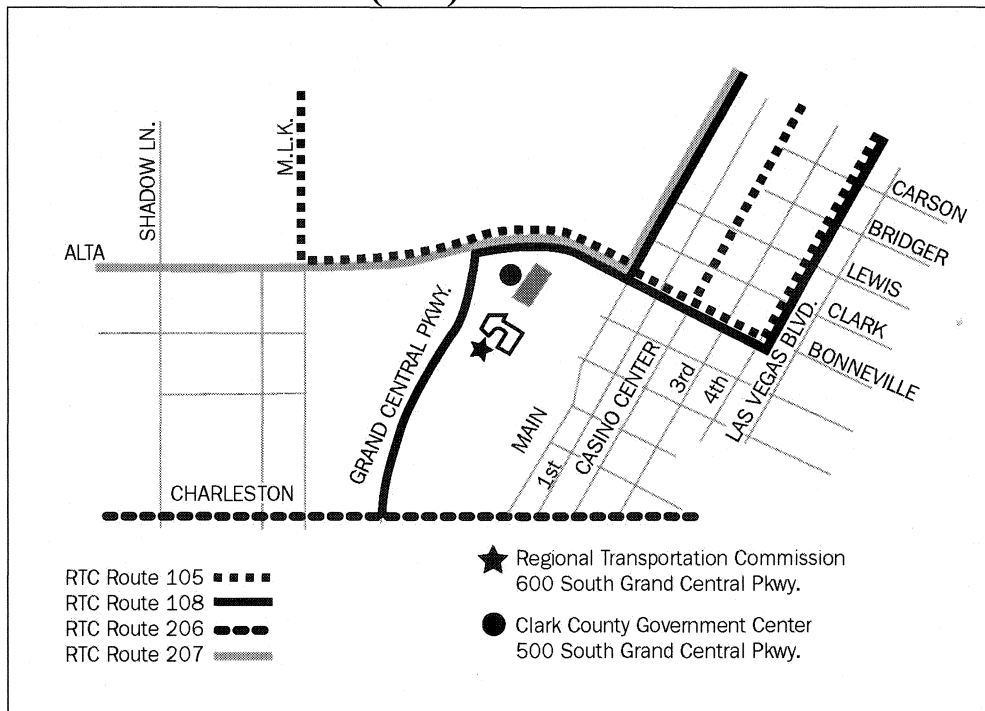 SHADOW LN.
M.L.K.
ALTA
GRAND CENTRAL PKWY.
CHARLESTON
MAIN
1st
CASINO CENTER
3rd
4th
LAS VEGAS BLVD.
CARSON
BRIDGER
LEWIS
CLARK
BONNEVILLE
RTC Route 105
RTC Route 108
RTC Route 206
RTC Route 207
Regional Transportation Commission
600 South Grand Central Pkwy.
Clark County Government Center
500 South Grand Central Pkwy.